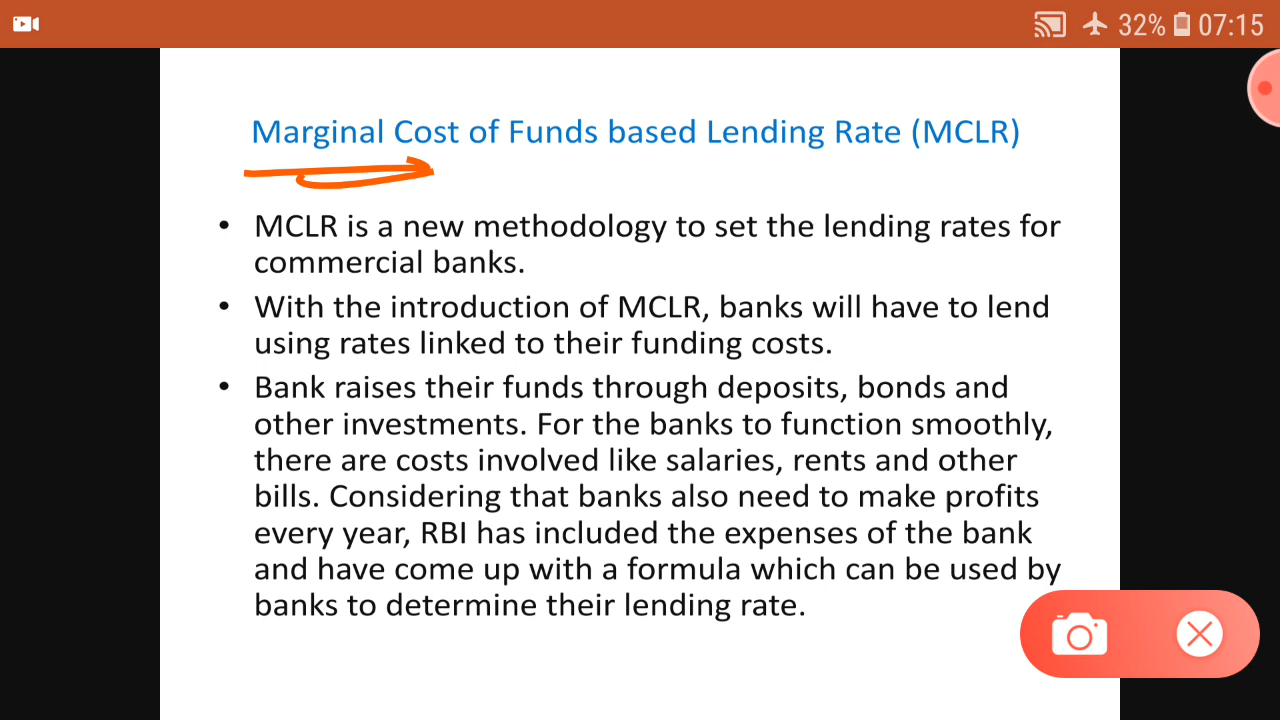 32% 07:15
Marginal Cost of Funds based Lending Rate (MCLR)
• MCLR is a new methodology to set the lending rates for
commercial banks.
• With the introduction of MCLR, banks will have to lend
using rates linked to their funding costs.
• Bank raises their funds through deposits, bonds and
other investments. For the banks to function smoothly,
there are costs involved like salaries, rents and other
bills. Considering that banks also need to make profits
every year, RBI has included the expenses of the bank
and have come up with a formula which can be used by
banks to determine their lending rate.